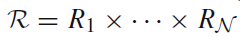 ℛ = R₁ × ⋯ × R_𝒩